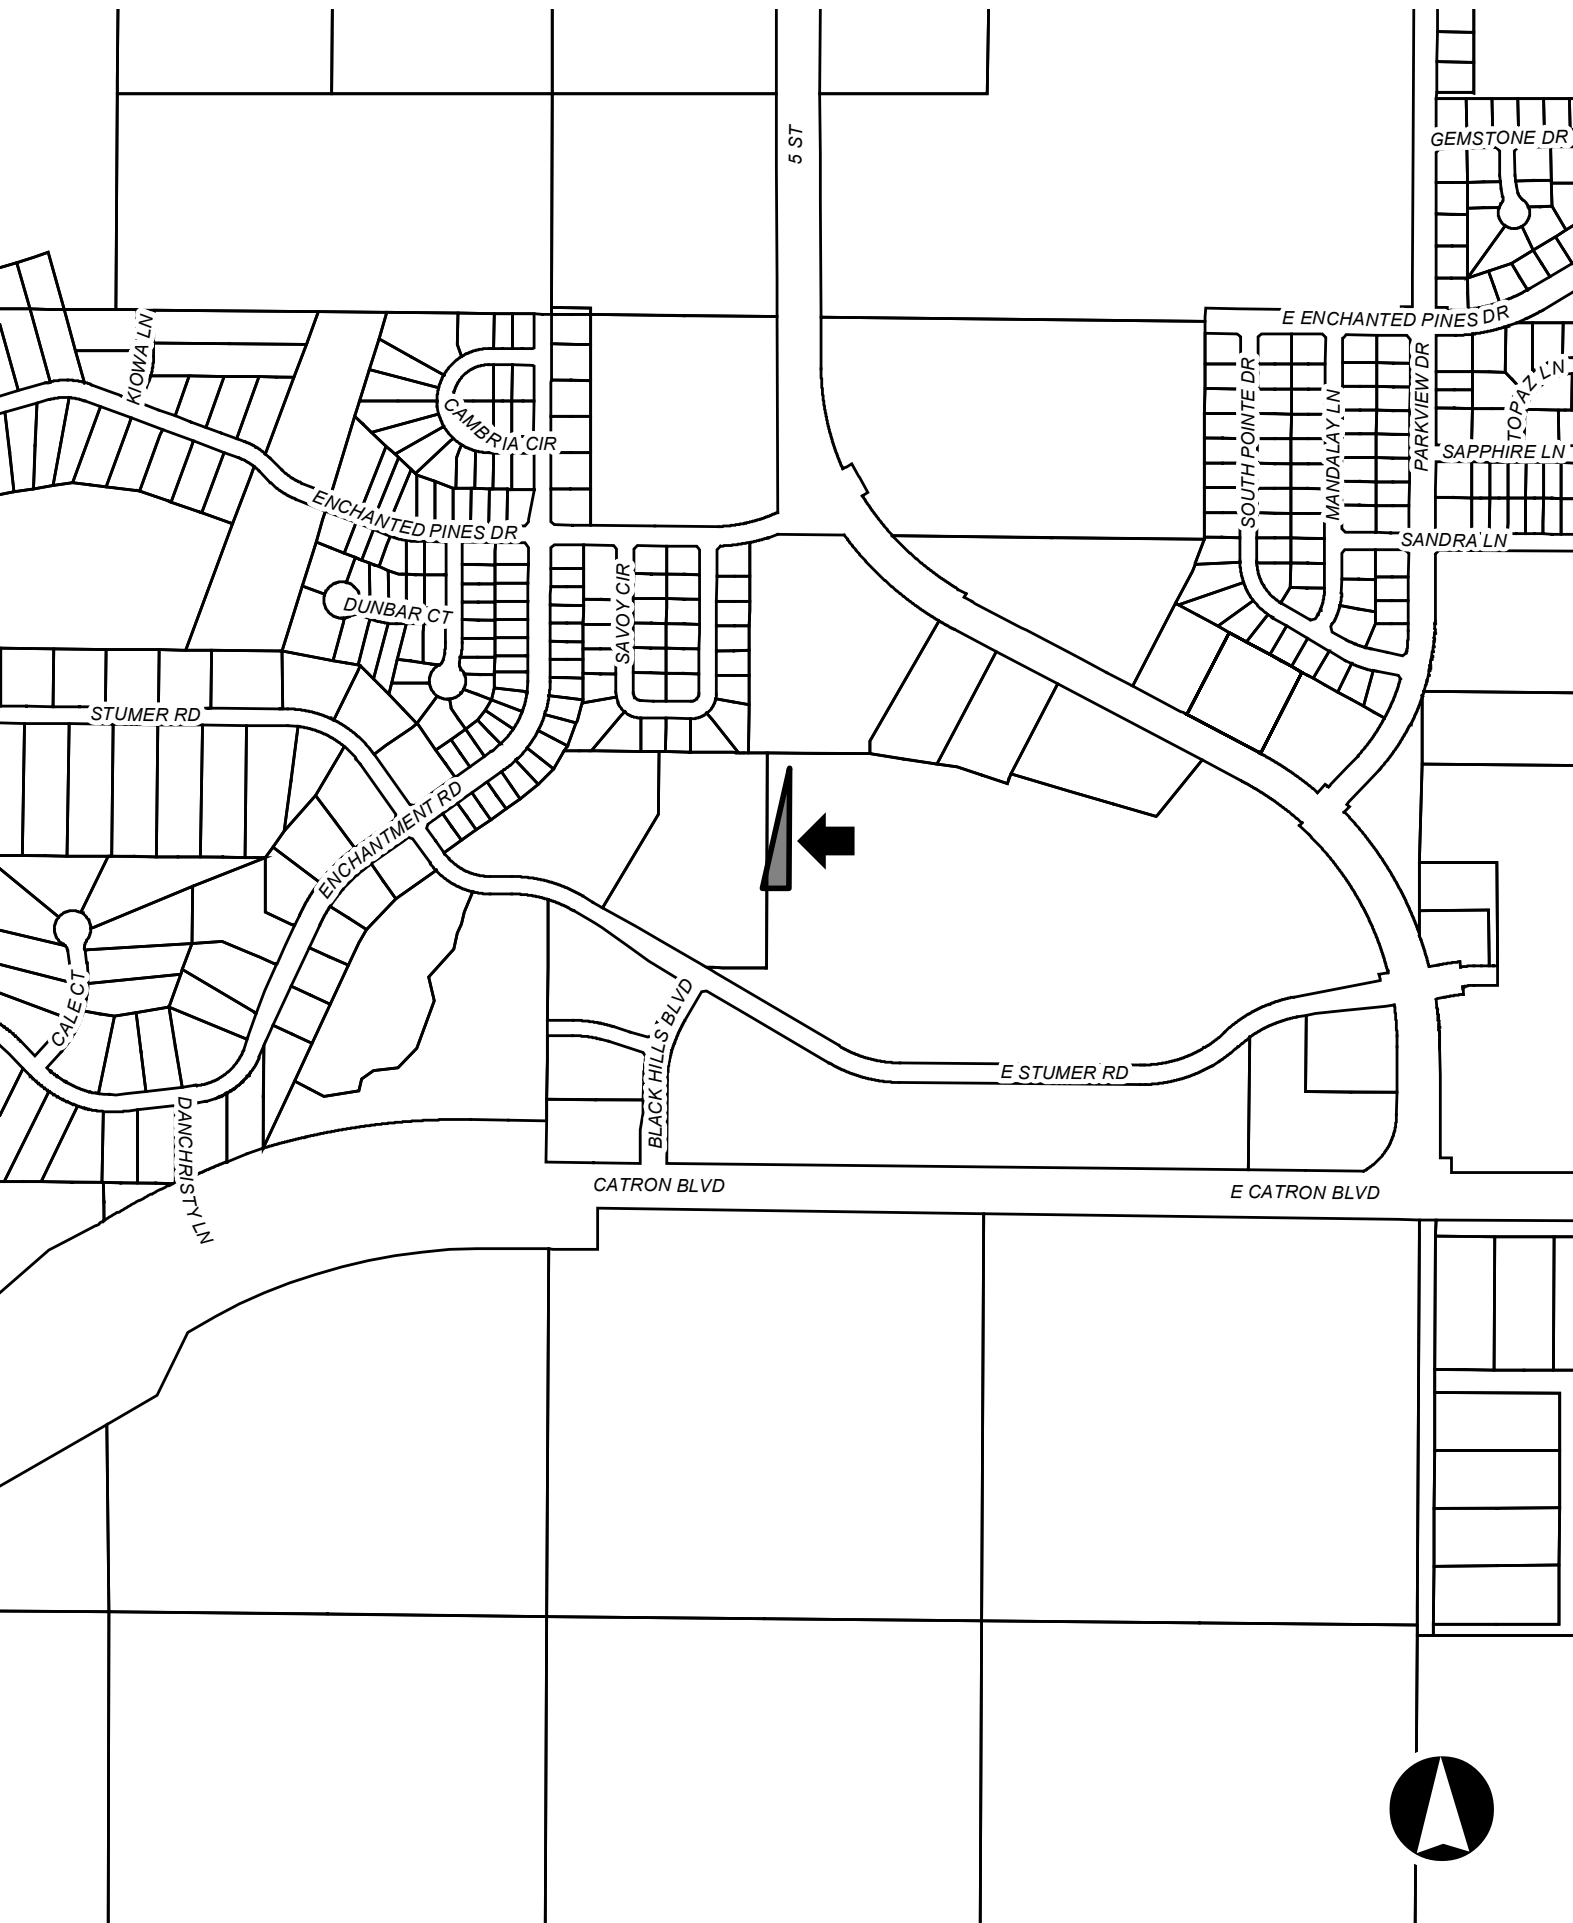 5 ST
GEMSTONE DR
KIOWA LN
E ENCHANTED PINES DR
SOUTH POINTE DR
MANDALAY LN
PARKVIEW DR
TOPAZ LN
CAMBRIA CIR
SAPPHIRE LN
ENCHANTED PINES DR
SANDRA LN
DUNBAR CT
SAVOY CIR
STUMER RD
ENCHANTMENT RD
CALE CT
BLACK HILLS BLVD
E STUMER RD
DANCHRISTY LN
CATRON BLVD
E CATRON BLVD